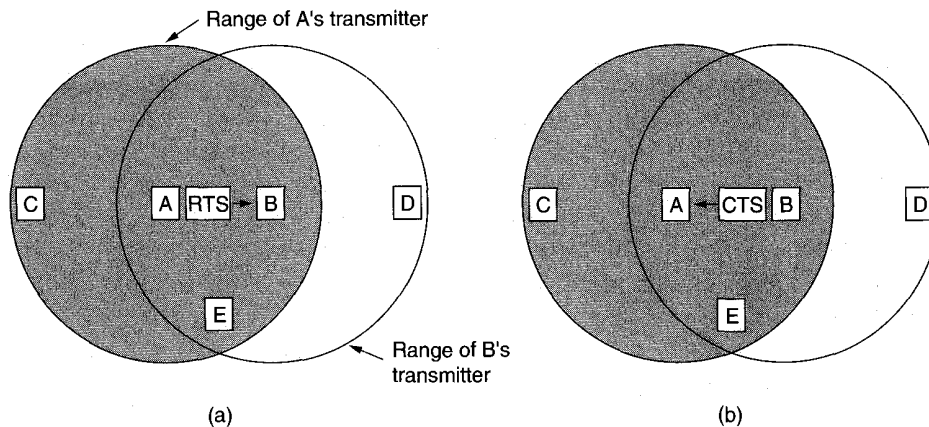 Range of A's transmitter
C
A
RTS
B
D
E
Range of B's
transmitter
(a)
C
A
CTS
B
D
E
(b)